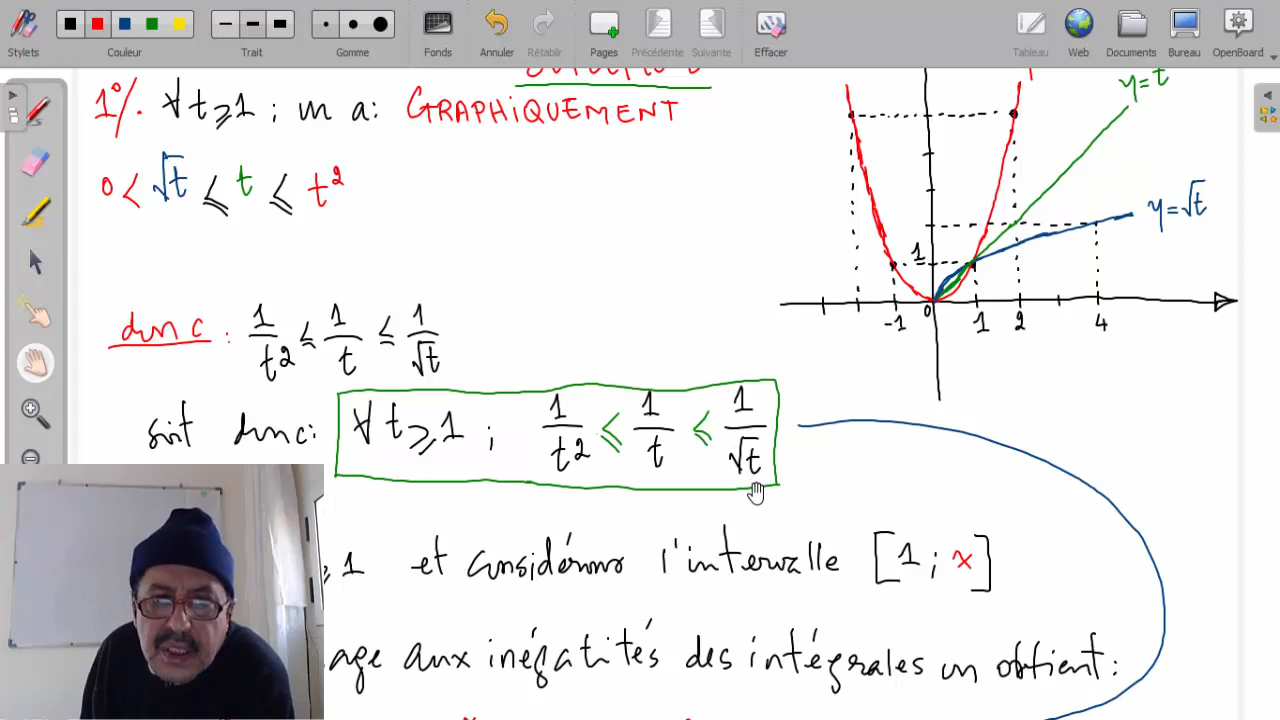 Stylets Couleur Trait Gomme Fonds Annuler Rétablir Pages Précédente Suivante Effacer Tableau Web Documents Bureau OpenBoard
1°/. ∀t⩾1 ; on a: GRAPHiQUEMENT
0 < √t ≤ t ≤ t²
donc : 1/t² ≤ 1/t ≤ 1/√t
soit donc: ∀ t⩾1 ; 1/t² ≤ 1/t ≤ 1/√t
1 et considérons l'intervalle [1 ; x]
age aux inégalités des intégrales on obtient :
y=t
y=√t
1
-1 0 1 2 4